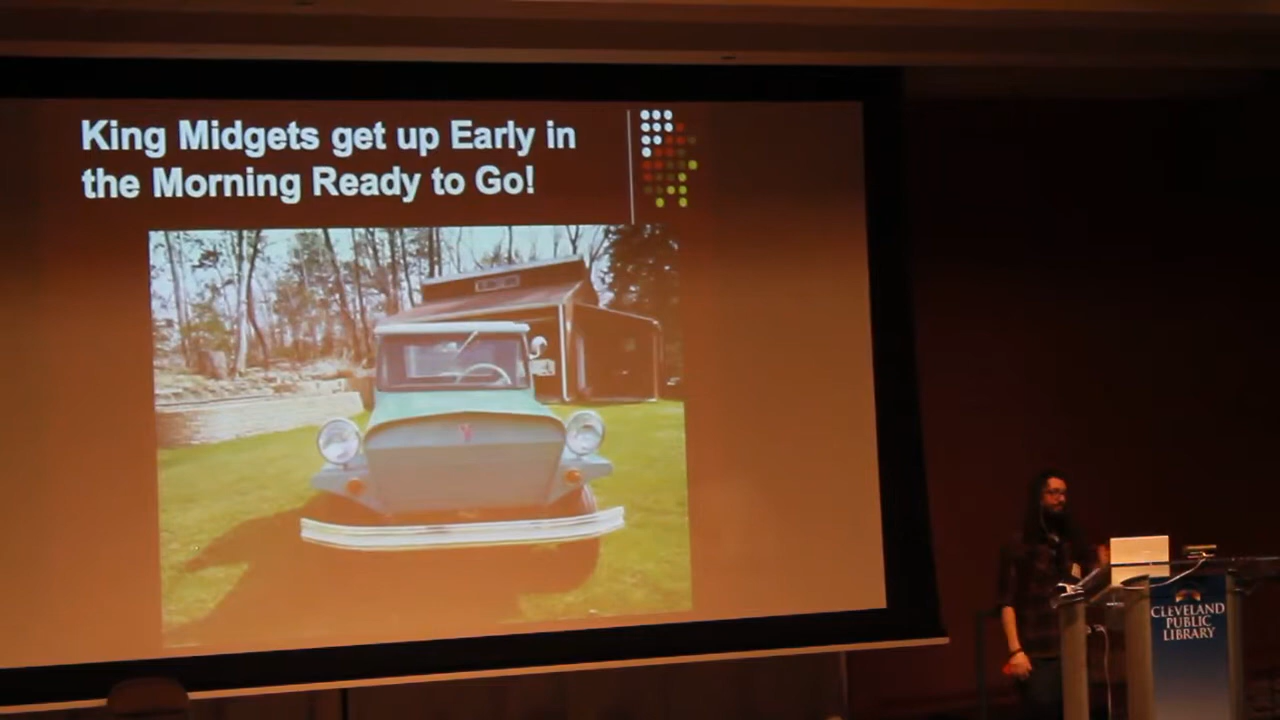 King Midgets get up Early in
the Morning Ready to Go!
CLEVELAND
PUBLIC
LIBRARY